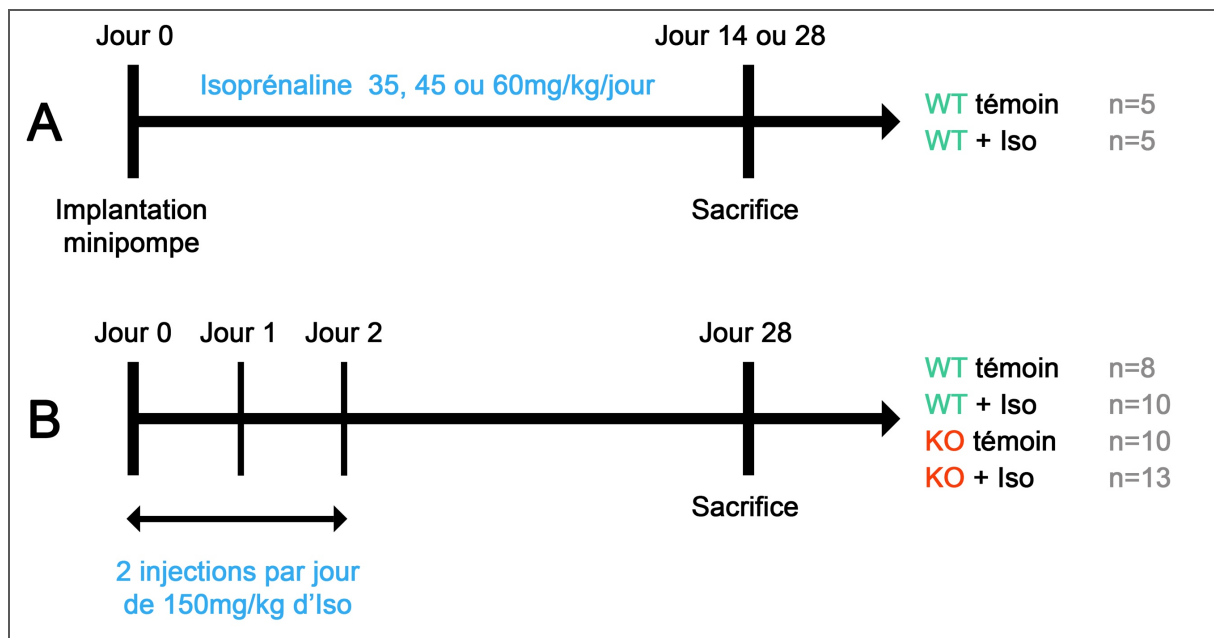 Jour 0
Jour 14 ou 28
Isoprénaline 35, 45 ou 60mg/kg/jour
A
WT témoin n=5
WT + Iso n=5
Implantation
minipompe
Sacrifice
Jour 0
Jour 1
Jour 2
Jour 28
B
WT témoin n=8
WT + Iso n=10
KO témoin n=10
KO + Iso n=13
Sacrifice
2 injections par jour
de 150mg/kg d'Iso